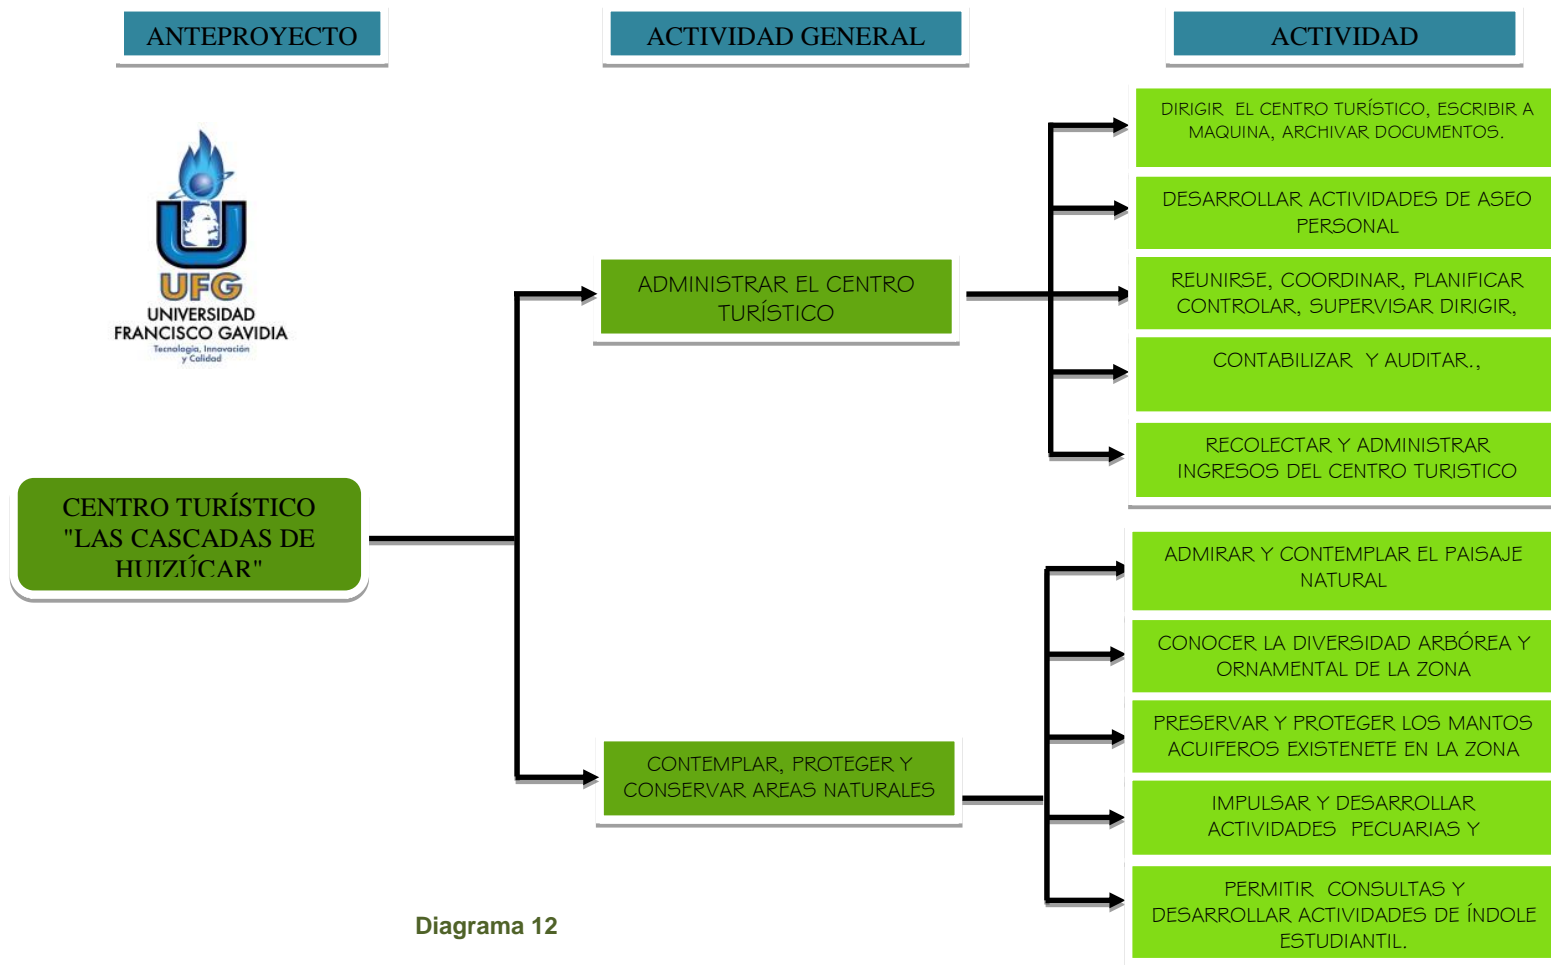 ANTEPROYECTO
ACTIVIDAD GENERAL
ACTIVIDAD
UFG
UNIVERSIDAD
FRANCISCO GAVIDIA
Tecnología, Innovación
y Calidad
CENTRO TURÍSTICO
"LAS CASCADAS DE
HUIZÚCAR"
ADMINISTRAR EL CENTRO
TURÍSTICO
DIRIGIR EL CENTRO TURÍSTICO, ESCRIBIR A
MAQUINA, ARCHIVAR DOCUMENTOS.
DESARROLLAR ACTIVIDADES DE ASEO
PERSONAL
REUNIRSE, COORDINAR, PLANIFICAR
CONTROLAR, SUPERVISAR DIRIGIR,
CONTABILIZAR Y AUDITAR.,
RECOLECTAR Y ADMINISTRAR
INGRESOS DEL CENTRO TURISTICO
CONTEMPLAR, PROTEGER Y
CONSERVAR AREAS NATURALES
ADMIRAR Y CONTEMPLAR EL PAISAJE
NATURAL
CONOCER LA DIVERSIDAD ARBÓREA Y
ORNAMENTAL DE LA ZONA
PRESERVAR Y PROTEGER LOS MANTOS
ACUIFEROS EXISTENETE EN LA ZONA
IMPULSAR Y DESARROLLAR
ACTIVIDADES PECUARIAS Y
PERMITIR CONSULTAS Y
DESARROLLAR ACTIVIDADES DE ÍNDOLE
ESTUDIANTIL.
Diagrama 12